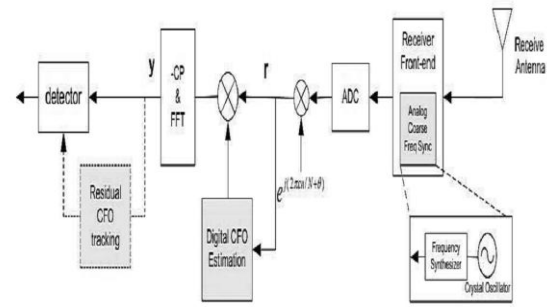 Receive
Antenna
Receiver
Front-end
Analog
Coarse
Freq Sync
ADC
r
y
-CP
&
FFT
detector
Residual
CFO
tracking
Digital CFO
Estimation
Frequency
Synthesizer
Crystal Oscillator